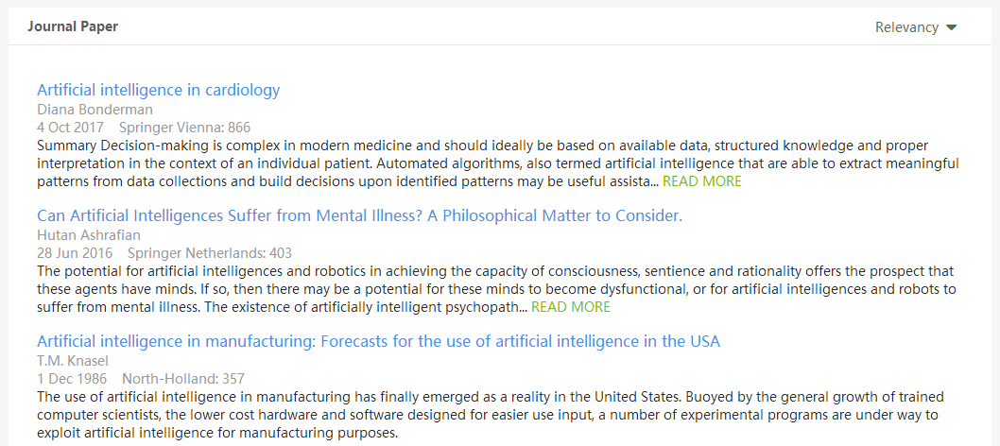 Journal Paper
Relevancy
Artificial intelligence in cardiology
Diana Bonderman
4 Oct 2017 Springer Vienna: 866
Summary Decision-making is complex in modern medicine and should ideally be based on available data, structured knowledge and proper
interpretation in the context of an individual patient. Automated algorithms, also termed artificial intelligence that are able to extract meaningful
patterns from data collections and build decisions upon identified patterns may be useful assista... READ MORE
Can Artificial Intelligences Suffer from Mental Illness? A Philosophical Matter to Consider.
Hutan Ashrafian
28 Jun 2016 Springer Netherlands: 403
The potential for artificial intelligences and robotics in achieving the capacity of consciousness, sentience and rationality offers the prospect that
these agents have minds. If so, then there may be a potential for these minds to become dysfunctional, or for artificial intelligences and robots to
suffer from mental illness. The existence of artificially intelligent psychopath... READ MORE
Artificial intelligence in manufacturing: Forecasts for the use of artificial intelligence in the USA
T.M. Knasel
1 Dec 1986 North-Holland: 357
The use of artificial intelligence in manufacturing has finally emerged as a reality in the United States. Buoyed by the general growth of trained
computer scientists, the lower cost hardware and software designed for easier use input, a number of experimental programs are under way to
exploit artificial intelligence for manufacturing purposes.